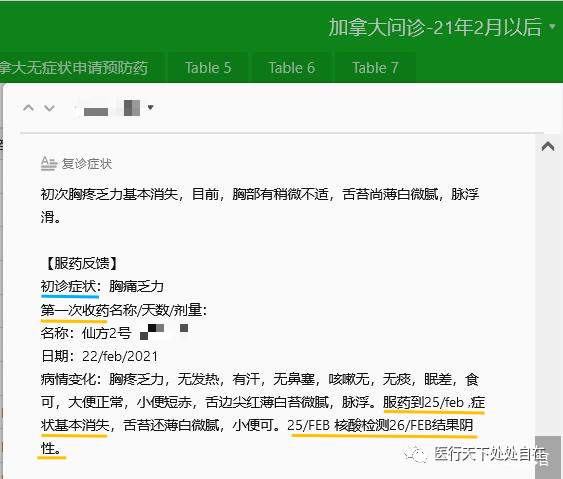 加拿大问诊-21年2月以后
拿大无症状申请预防药 Table 5 Table 6 Table 7
复诊症状
初次胸疼乏力基本消失，目前，胸部有稍微不适，舌苔尚薄白微腻，脉浮
滑。
【服药反馈】
初诊症状：胸痛乏力
第一次收药名称/天数/剂量：
名称：仙方2号
日期：22/feb/2021
病情变化：胸疼乏力，无发热，有汗，无鼻塞，咳嗽无，无痰，眠差，食
可，大便正常，小便短赤，舌边尖红薄白苔微腻，脉浮。服药到25/feb ,症
状基本消失，舌苔还薄白微腻，小便可。25/FEB 核酸检测26/FEB结果阴
性。
医行天下处处自在